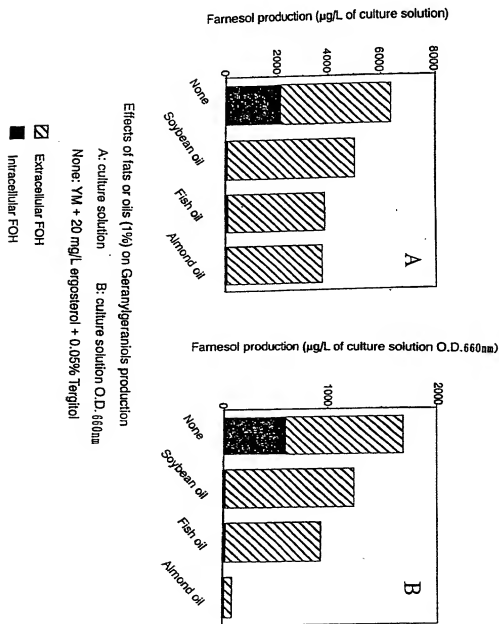 Farnesol production (µg/L of culture solution)
8000
6000
4000
2000
0
None
Soybean oil
Fish oil
Almond oil
A
Farnesol production (µg/L of culture solution O.D.660nm)
2000
1000
0
None
Soybean oil
Fish oil
Almond oil
B
Effects of fats or oils (1%) on Geranylgeraniols production
A: culture solution B: culture solution O.D.660nm
None: YM + 20 mg/L ergosterol + 0.05% Tergitol
Extracellular FOH
Intracellular FOH